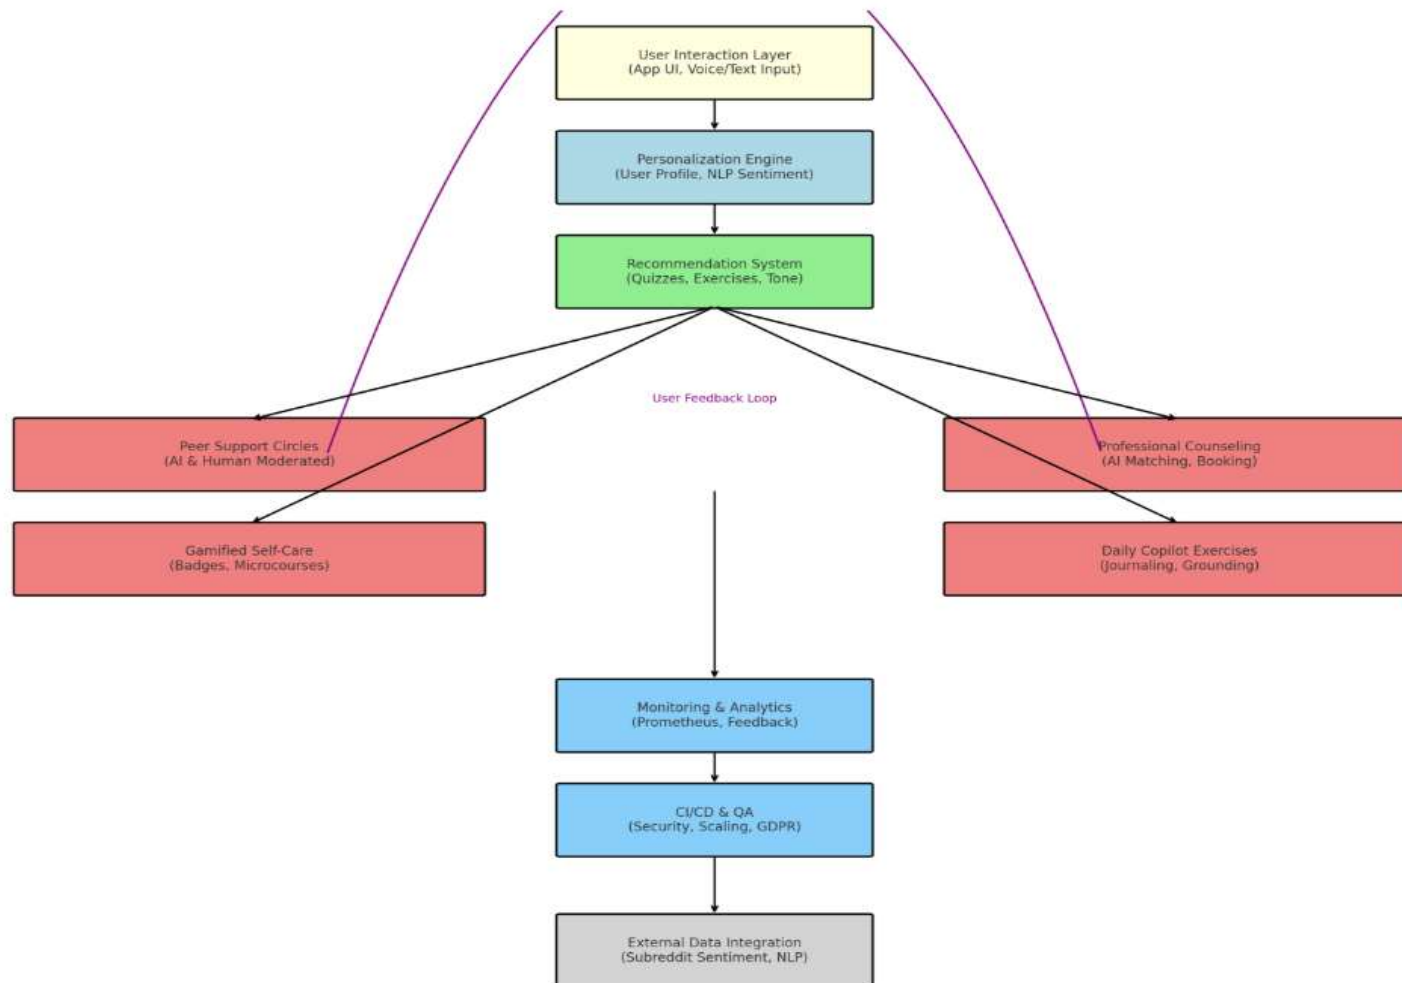 User Interaction Layer
(App UI, Voice/Text Input)
Personalization Engine
(User Profile, NLP Sentiment)
Recommendation System
(Quizzes, Exercises, Tone)
User Feedback Loop
Peer Support Circles
(AI & Human Moderated)
Professional Counseling
(AI Matching, Booking)
Gamified Self-Care
(Badges, Microcourses)
Daily Copilot Exercises
(Journaling, Grounding)
Monitoring & Analytics
(Prometheus, Feedback)
CI/CD & QA
(Security, Scaling, GDPR)
External Data Integration
(Subreddit Sentiment, NLP)